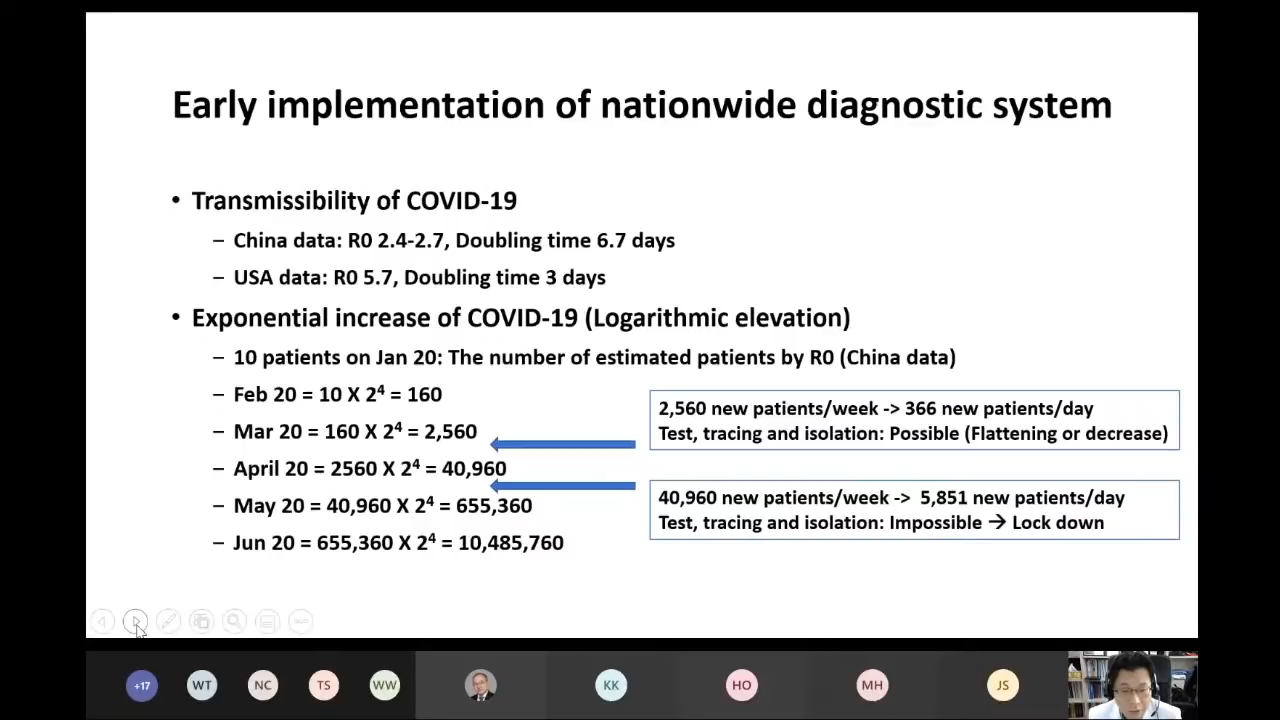 Early implementation of nationwide diagnostic system
• Transmissibility of COVID-19
– China data: R0 2.4-2.7, Doubling time 6.7 days
– USA data: R0 5.7, Doubling time 3 days
• Exponential increase of COVID-19 (Logarithmic elevation)
– 10 patients on Jan 20: The number of estimated patients by R0 (China data)
– Feb 20 = 10 X 2⁴ = 160
– Mar 20 = 160 X 2⁴ = 2,560
– April 20 = 2560 X 2⁴ = 40,960
– May 20 = 40,960 X 2⁴ = 655,360
– Jun 20 = 655,360 X 2⁴ = 10,485,760
2,560 new patients/week -> 366 new patients/day
Test, tracing and isolation: Possible (Flattening or decrease)
40,960 new patients/week -> 5,851 new patients/day
Test, tracing and isolation: Impossible → Lock down
+17 WT NC TS WW KK HO MH JS